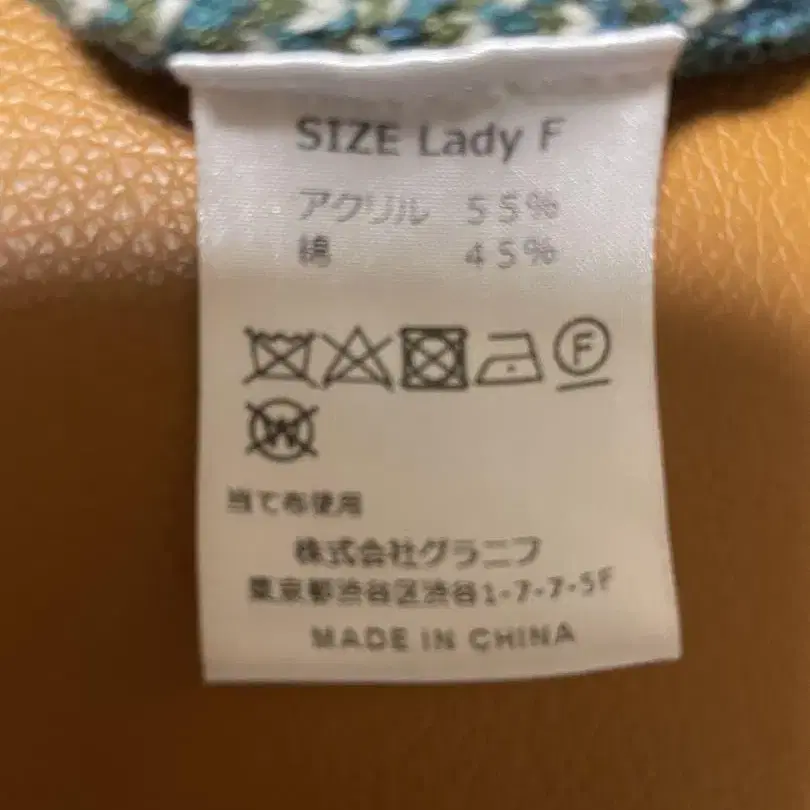 SIZE Lady F
アクリル 55%
綿 45%
F
W
当て布使用
株式会社グラニフ
東京都渋谷区渋谷1-7-7-5F
MADE IN CHINA